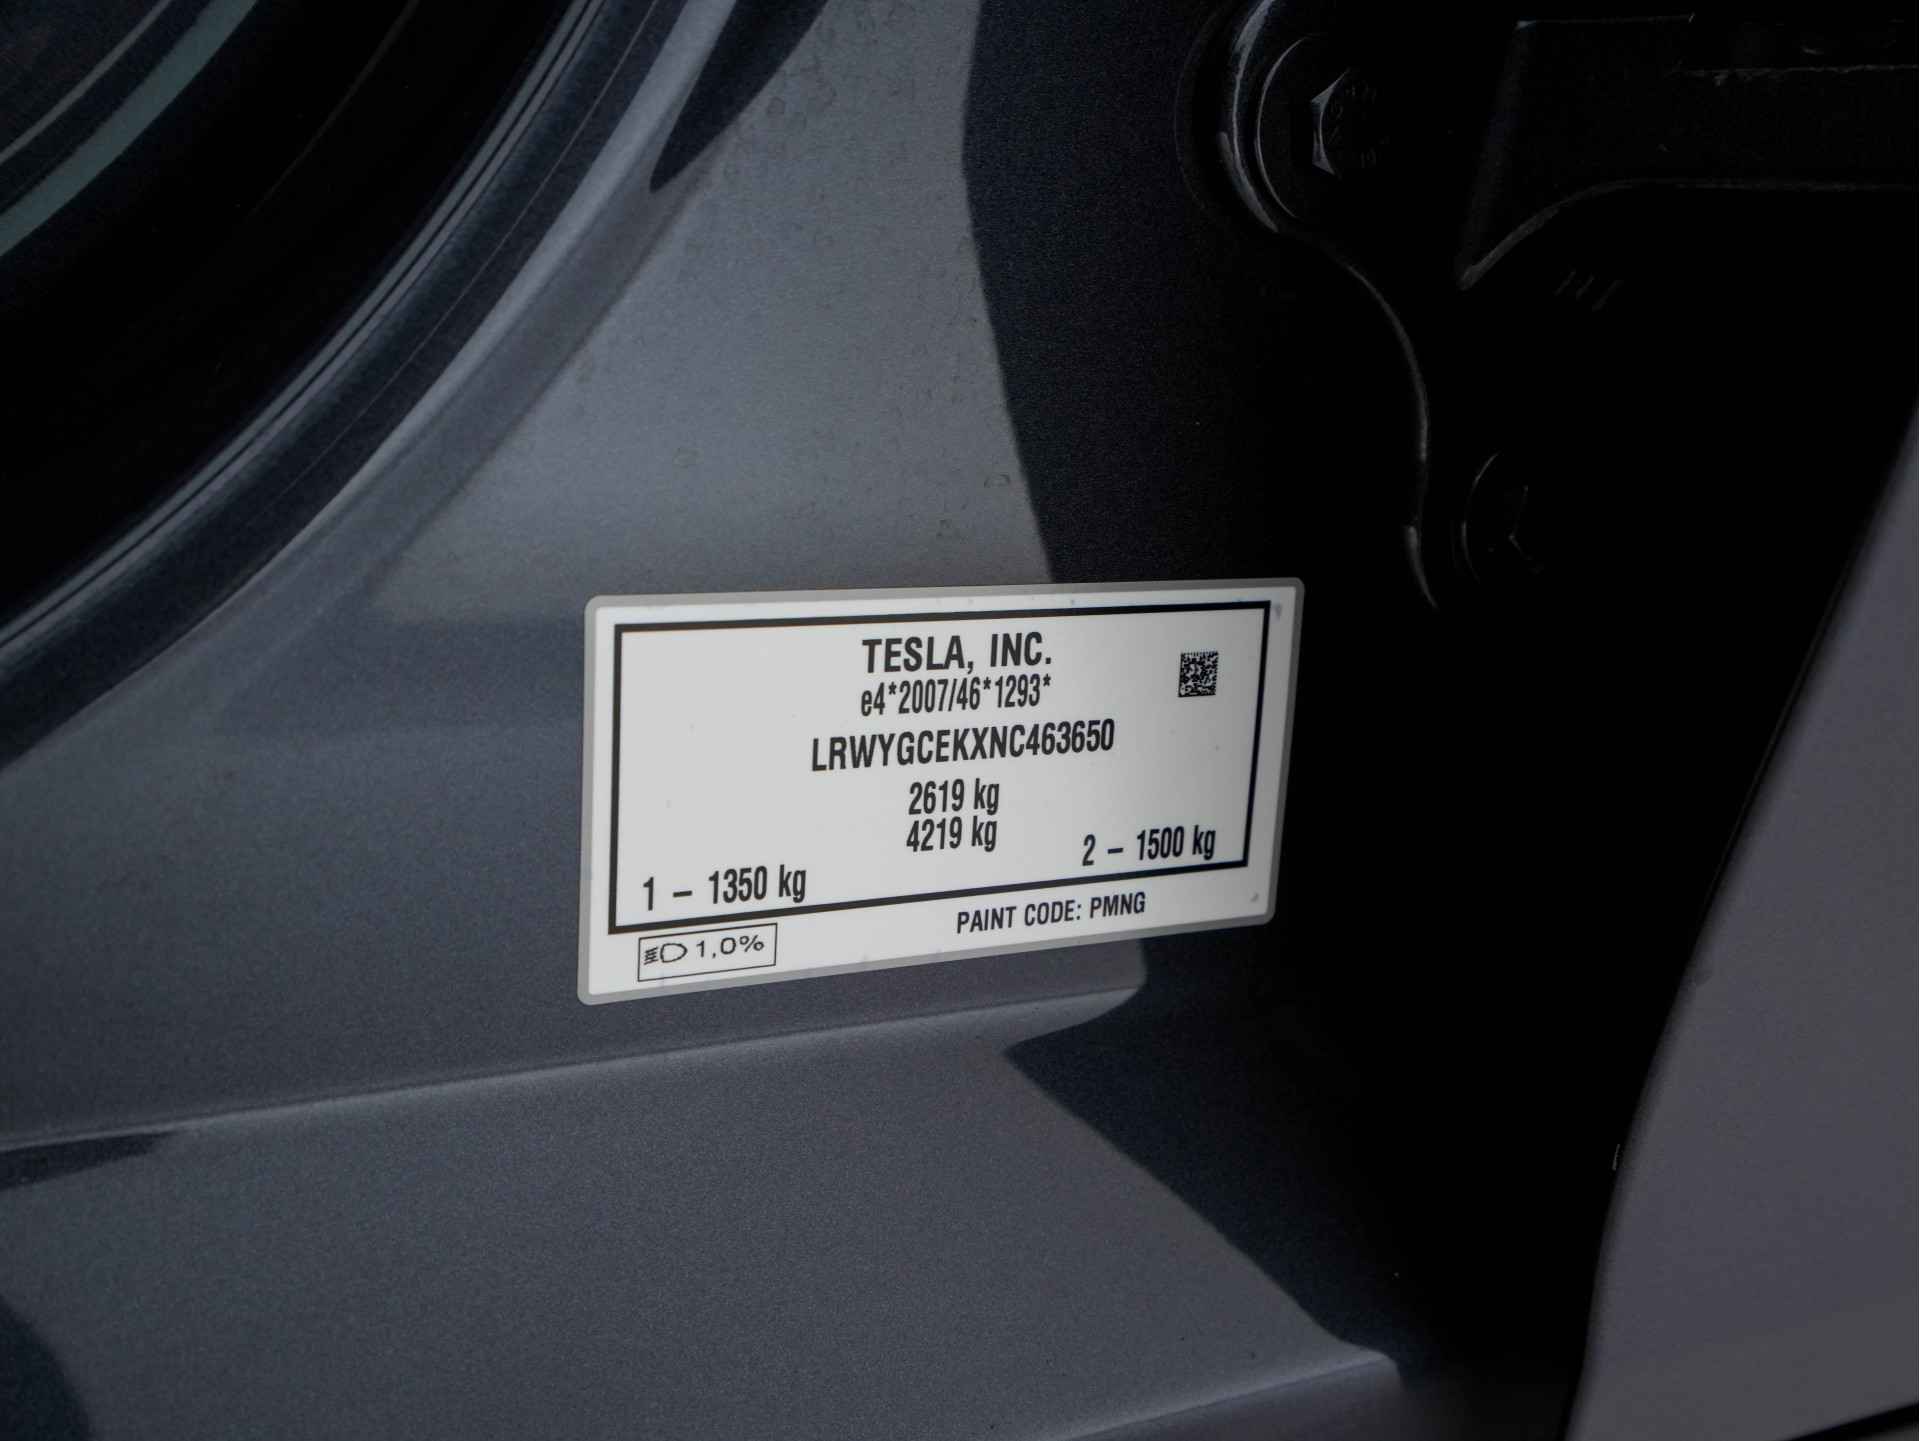 TESLA, INC.
e4*2007/46*1293*
LRWYGCEKXNC463650
2619 kg
4219 kg
1 – 1350 kg
2 – 1500 kg
PAINT CODE: PMNG
1,0%